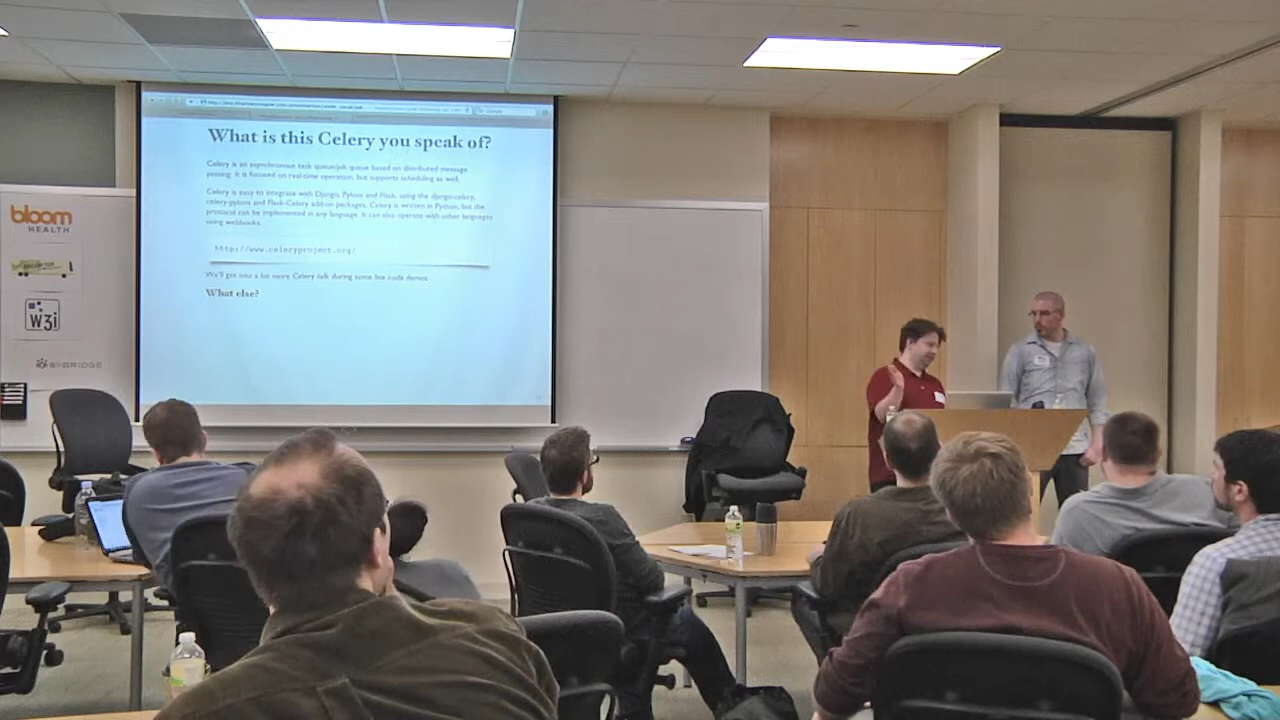 What is this Celery you speak of?
Celery is an asynchronous task queue/job queue based on distributed message
passing. It is focused on real-time operation, but supports scheduling as well.
Celery is easy to integrate with Django, Pylons and Flask, using the django-celery,
celery-pylons and Flask-Celery add-on packages. Celery is written in Python, but the
protocol can be implemented in any language. It can also operate with other languages
using webhooks.
http://www.celeryproject.org/
We'll get into a lot more Celery talk during some live code demos
What else?
bloom
HEALTH
W3i
BRIDGE